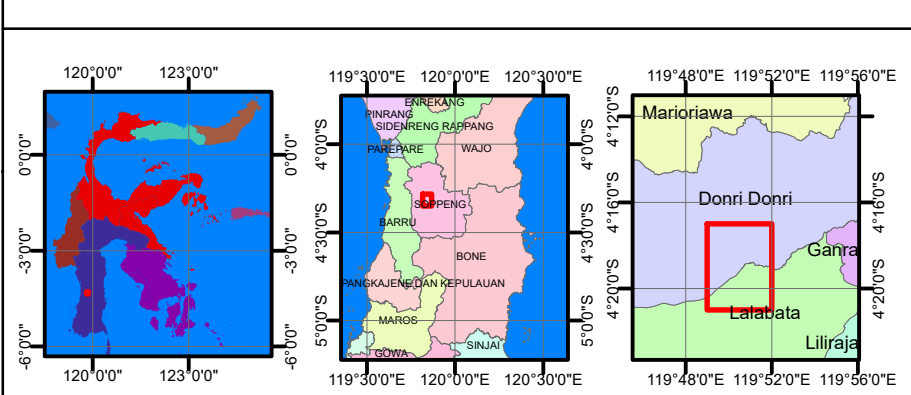 120°0'0" 123°0'0"
0°0'0"
-3°0'0"
-6°0'0"
0°0'0"
-3°0'0"
-6°0'0"
120°0'0" 123°0'0"
119°30'0"E 120°0'0"E 120°30'0"E
4°0'0"S
4°30'0"S
5°0'0"S
ENREKANG
PINRANG
SIDENRENG RAPPANG
PAREPARE
WAJO
SOPPENG
BARRU
BONE
PANGKAJENE DAN KEPULAUAN
MAROS
SINJAI
GOWA
4°0'0"S
4°30'0"S
5°0'0"S
119°30'0"E 120°0'0"E 120°30'0"E
119°48'0"E 119°52'0"E 119°56'0"E
4°12'0"S
4°16'0"S
4°20'0"S
Marioriawa
Donri Donri
Ganra
Lalabata
Liliraja
4°12'0"S
4°16'0"S
4°20'0"S
119°48'0"E 119°52'0"E 119°56'0"E